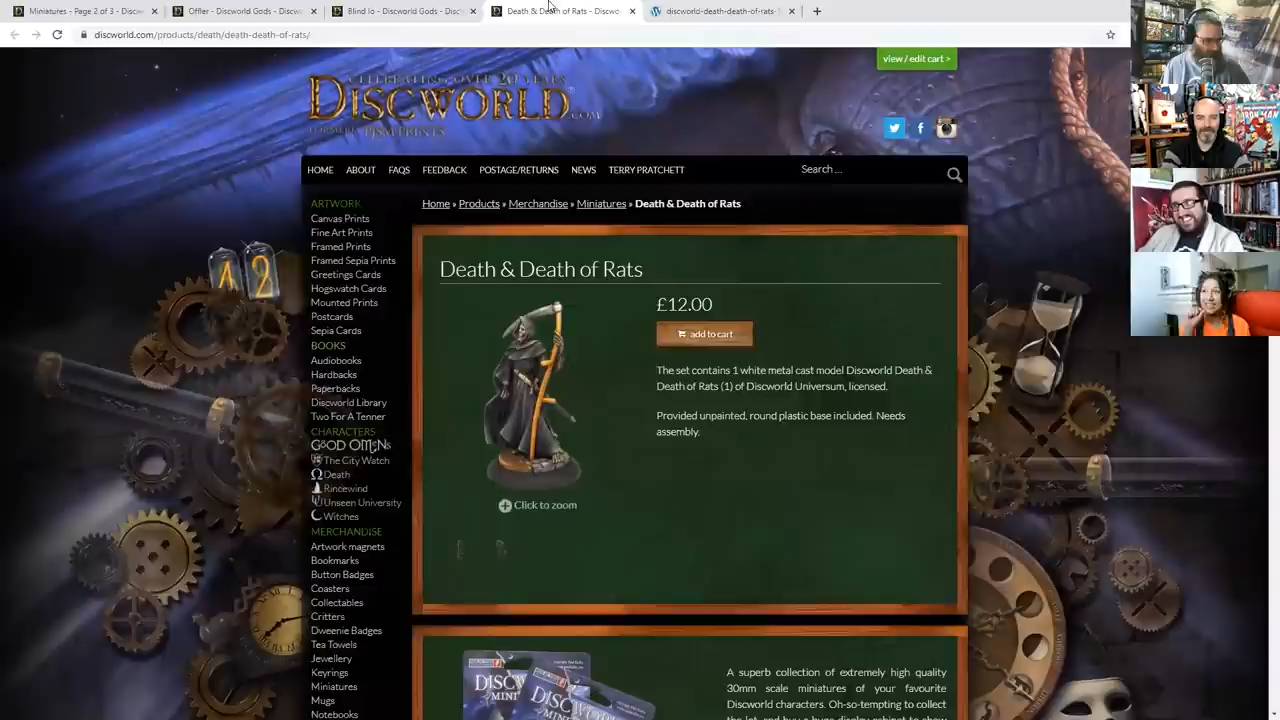 Miniatures - Page 2 of 3 - Discw
Offler - Discworld Gods - Discw
Blind Io - Discworld Gods - Disc
Death & Death of Rats - Discwo
discworld-death-death-of-rats-
discworld.com/products/death/death-death-of-rats/
view / edit cart >
CELEBRATING OVER 20 YEARS
DISCWORLD.COM
FORMERLY PJSM PRINTS
HOME ABOUT FAQS FEEDBACK POSTAGE/RETURNS NEWS TERRY PRATCHETT
Search ...
Home » Products » Merchandise » Miniatures » Death & Death of Rats
ARTWORK
Canvas Prints
Fine Art Prints
Framed Prints
Framed Sepia Prints
Greetings Cards
Hogswatch Cards
Mounted Prints
Postcards
Sepia Cards
BOOKS
Audiobooks
Hardbacks
Paperbacks
Discworld Library
Two For A Tenner
CHARACTERS
GOOD OMENS
The City Watch
Death
Rincewind
Unseen University
Witches
MERCHANDISE
Artwork magnets
Bookmarks
Button Badges
Coasters
Collectables
Critters
Dweenie Badges
Tea Towels
Jewellery
Keyrings
Miniatures
Mugs
Notebooks
Death & Death of Rats
£12.00
add to cart
The set contains 1 white metal cast model Discworld Death &
Death of Rats (1) of Discworld Universum, licensed.
Provided unpainted, round plastic base included. Needs
assembly.
Click to zoom
A superb collection of extremely high quality
30mm scale miniatures of your favourite
Discworld characters. Oh-so-tempting to collect
12
IRON MAN